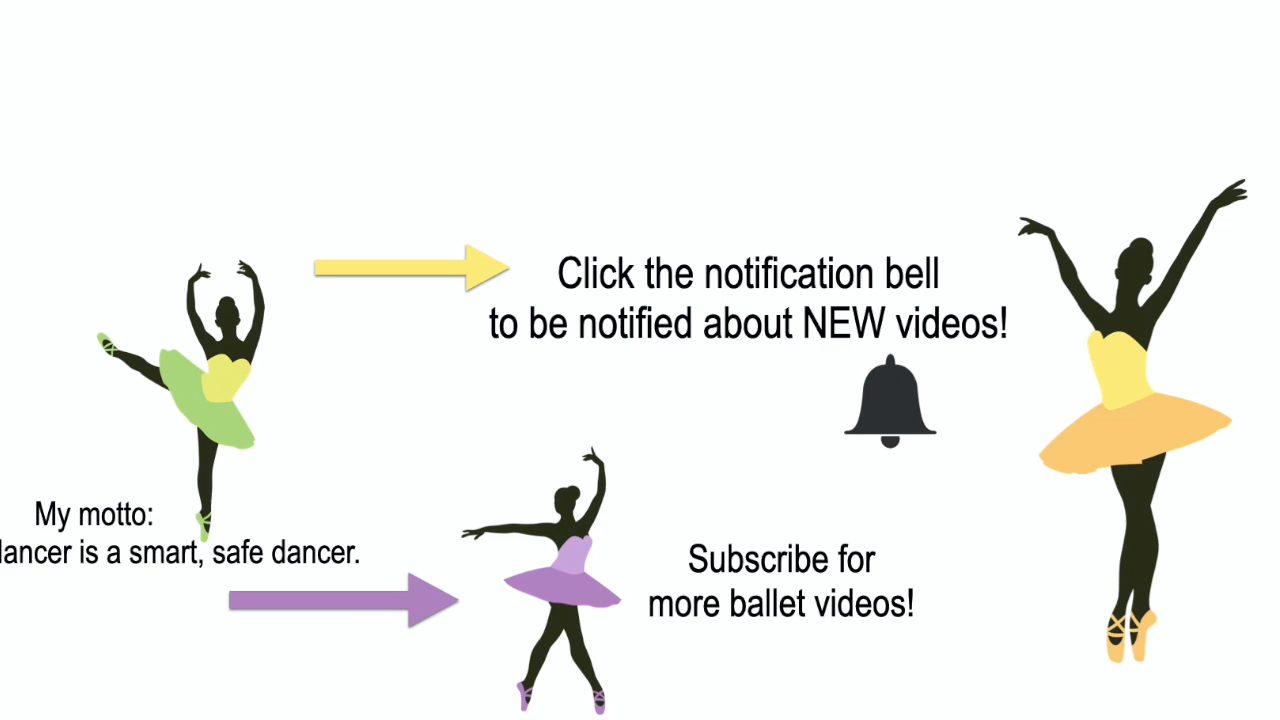 Click the notification bell
to be notified about NEW videos!
My motto:
dancer is a smart, safe dancer.
Subscribe for
more ballet videos!